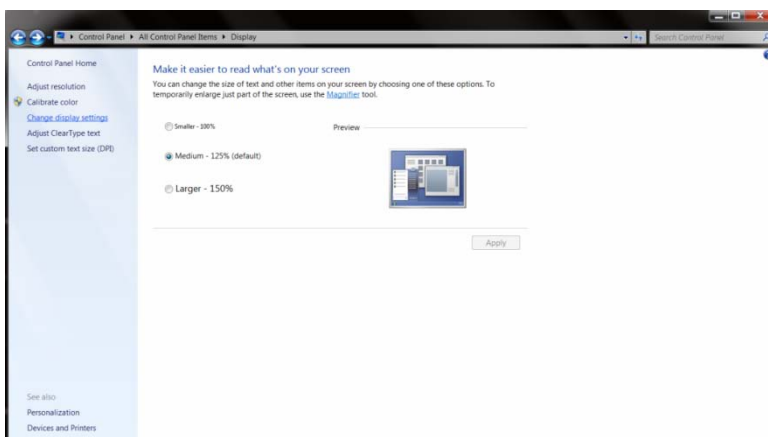 Control Panel ▸ All Control Panel Items ▸ Display
Search Control Panel
Control Panel Home
Adjust resolution
Calibrate color
Change display settings
Adjust ClearType text
Set custom text size (DPI)
Make it easier to read what's on your screen
You can change the size of text and other items on your screen by choosing one of these options. To
temporarily enlarge just part of the screen, use the Magnifier tool.
Smaller - 100%
Preview
Medium - 125% (default)
Larger - 150%
Apply
See also
Personalization
Devices and Printers